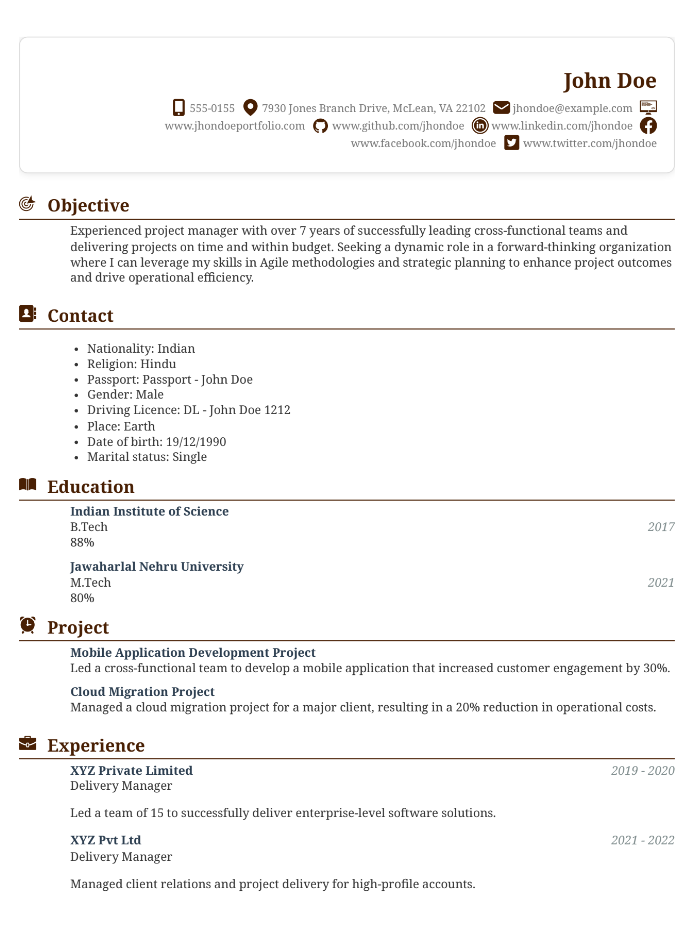 John Doe
555-0155 7930 Jones Branch Drive, McLean, VA 22102 jhondoe@example.com
www.jhondoeportfolio.com www.github.com/jhondoe www.linkedin.com/jhondoe
www.facebook.com/jhondoe www.twitter.com/jhondoe
Objective
Experienced project manager with over 7 years of successfully leading cross-functional teams and
delivering projects on time and within budget. Seeking a dynamic role in a forward-thinking organization
where I can leverage my skills in Agile methodologies and strategic planning to enhance project outcomes
and drive operational efficiency.
Contact
• Nationality: Indian
• Religion: Hindu
• Passport: Passport - John Doe
• Gender: Male
• Driving Licence: DL - John Doe 1212
• Place: Earth
• Date of birth: 19/12/1990
• Marital status: Single
Education
Indian Institute of Science
B.Tech 2017
88%
Jawaharlal Nehru University
M.Tech 2021
80%
Project
Mobile Application Development Project
Led a cross-functional team to develop a mobile application that increased customer engagement by 30%.
Cloud Migration Project
Managed a cloud migration project for a major client, resulting in a 20% reduction in operational costs.
Experience
XYZ Private Limited 2019 - 2020
Delivery Manager
Led a team of 15 to successfully deliver enterprise-level software solutions.
XYZ Pvt Ltd 2021 - 2022
Delivery Manager
Managed client relations and project delivery for high-profile accounts.